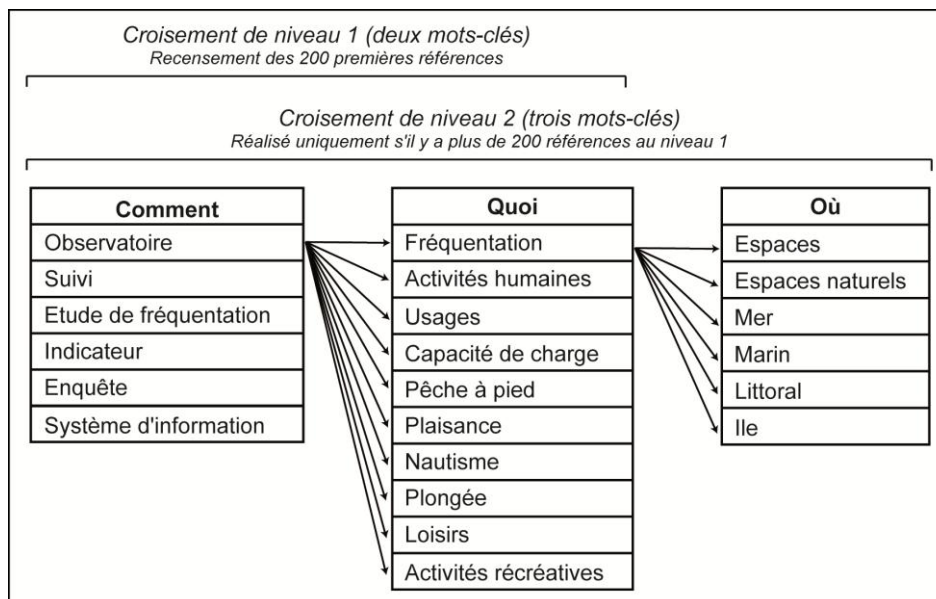 Croisement de niveau 1 (deux mots-clés)
Recensement des 200 premières références
Croisement de niveau 2 (trois mots-clés)
Réalisé uniquement s'il y a plus de 200 références au niveau 1
Comment
Observatoire
Suivi
Etude de fréquentation
Indicateur
Enquête
Système d'information
Quoi
Fréquentation
Activités humaines
Usages
Capacité de charge
Pêche à pied
Plaisance
Nautisme
Plongée
Loisirs
Activités récréatives
Où
Espaces
Espaces naturels
Mer
Marin
Littoral
Ile